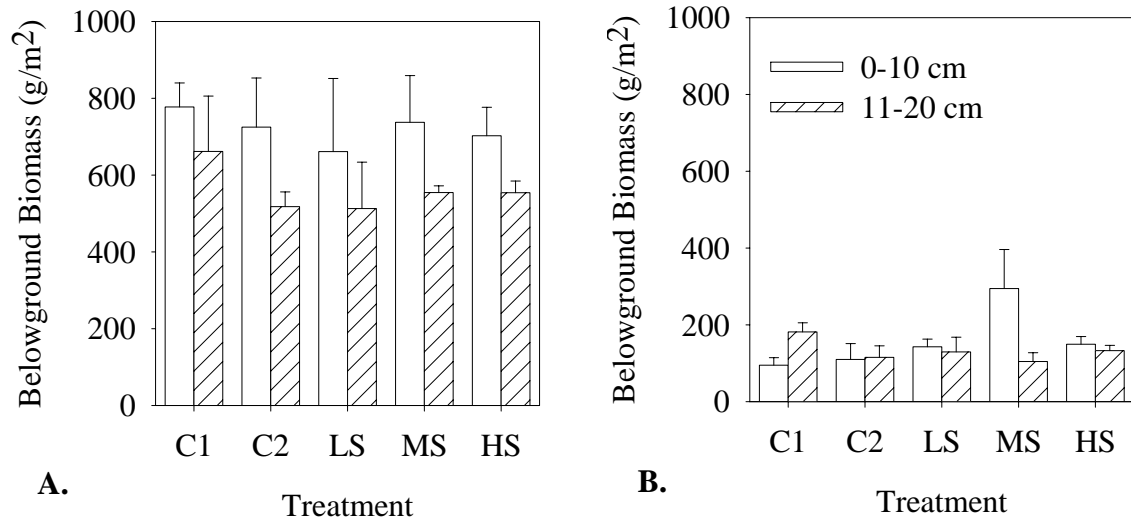 Belowground Biomass (g/m²)
1000
800
600
400
200
0
C1 C2 LS MS HS
A.
Treatment
Belowground Biomass (g/m²)
1000
800
600
400
200
0
0-10 cm
11-20 cm
C1 C2 LS MS HS
B.
Treatment